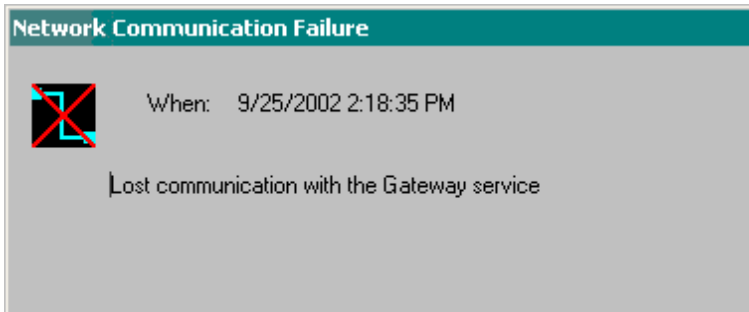 Network Communication Failure
When: 9/25/2002 2:18:35 PM
Lost communication with the Gateway service